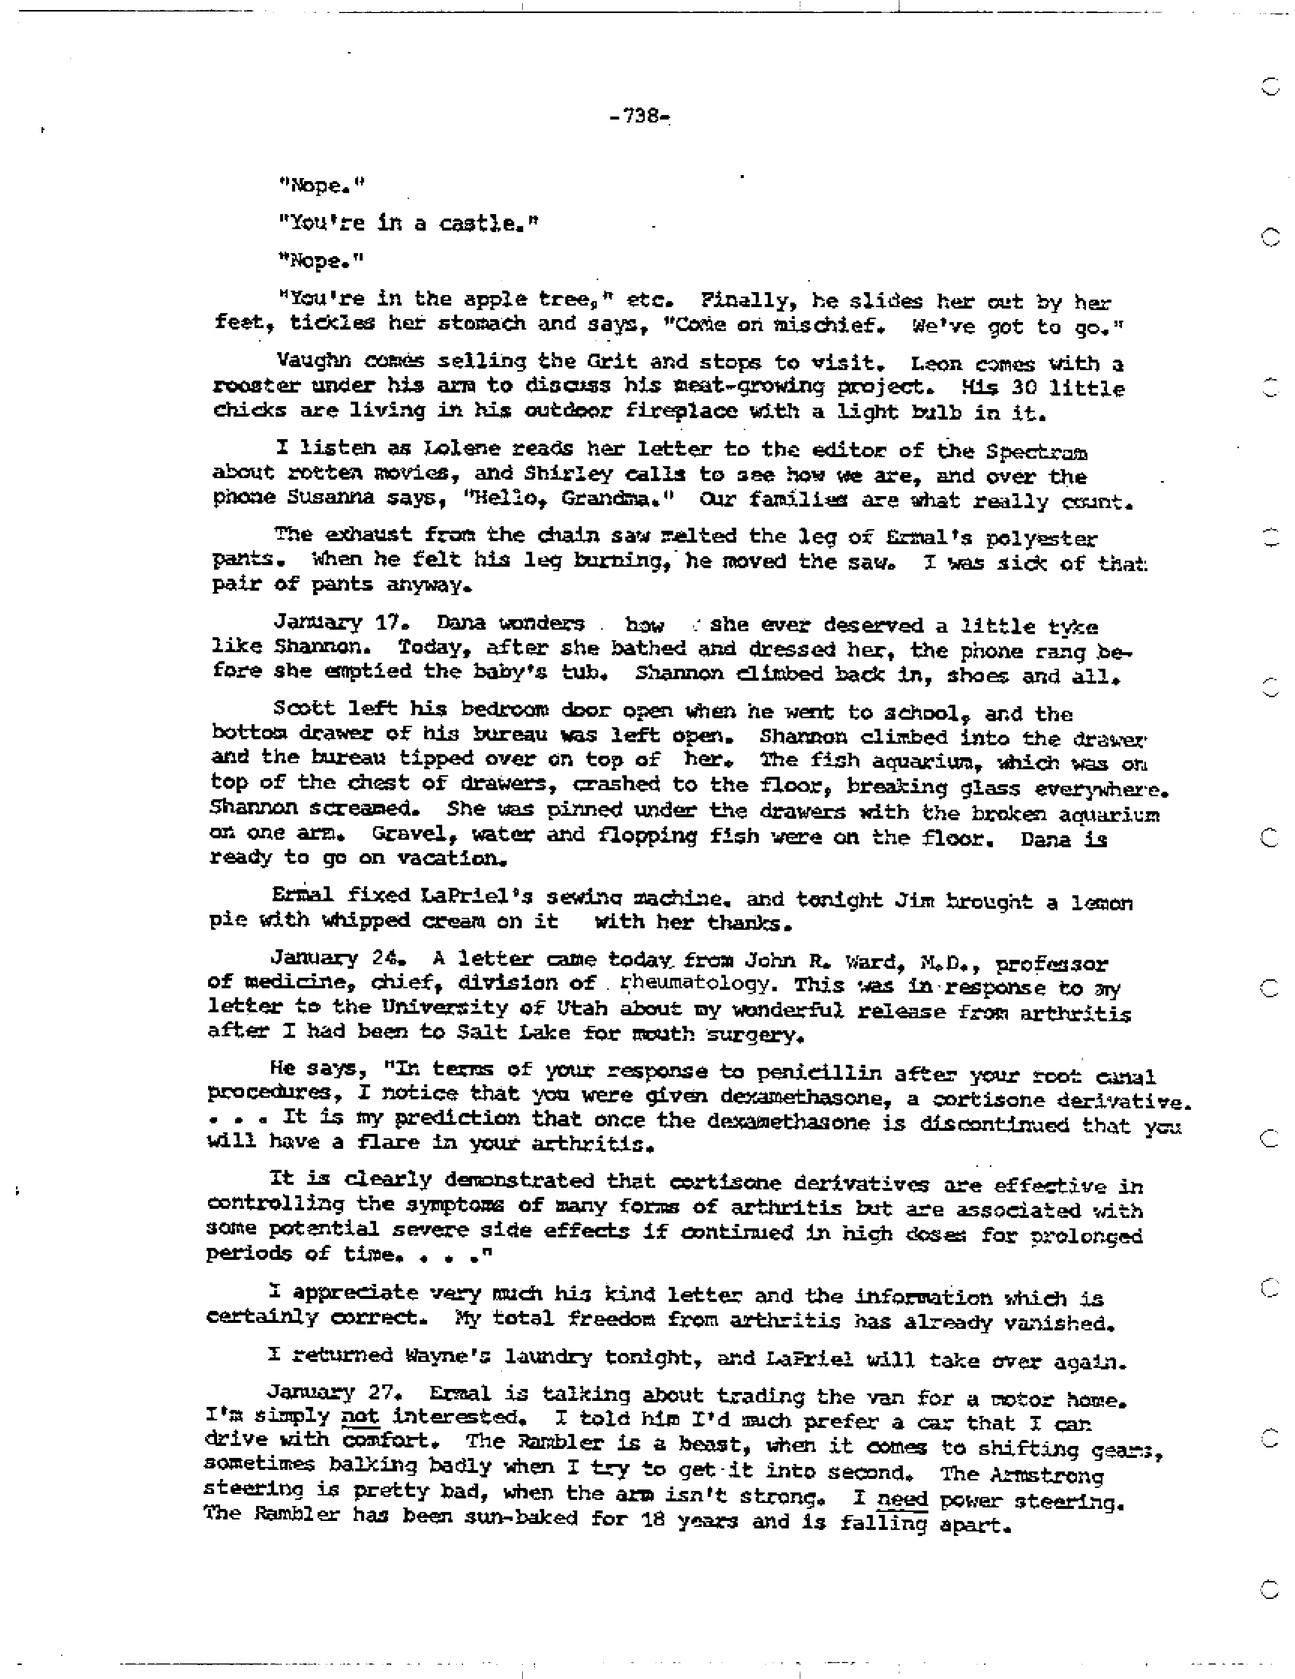 -738-
"Nope."
"You're in a castle."
"Nope."
"You're in the apple tree," etc. Finally, he slides her out by her
feet, tickles her stomach and says, "Come on mischief. We've got to go."
Vaughn comes selling the Grit and stops to visit. Leon comes with a
rooster under his arm to discuss his meat-growing project. His 30 little
chicks are living in his outdoor fireplace with a light bulb in it.
I listen as Lolene reads her letter to the editor of the Spectrum
about rotten movies, and Shirley calls to see how we are, and over the
phone Susanna says, "Hello, Grandma." Our families are what really count.
The exhaust from the chain saw melted the leg of Ermal's polyester
pants. When he felt his leg burning, he moved the saw. I was sick of that
pair of pants anyway.
January 17. Dana wonders how she ever deserved a little tyke
like Shannon. Today, after she bathed and dressed her, the phone rang be-
fore she emptied the baby's tub. Shannon climbed back in, shoes and all.
Scott left his bedroom door open when he went to school, and the
bottom drawer of his bureau was left open. Shannon climbed into the drawer
and the bureau tipped over on top of her. The fish aquarium, which was on
top of the chest of drawers, crashed to the floor, breaking glass everywhere.
Shannon screamed. She was pinned under the drawers with the broken aquarium
on one arm. Gravel, water and flopping fish were on the floor. Dana is
ready to go on vacation.
Ermal fixed LaPriel's sewing machine, and tonight Jim brought a lemon
pie with whipped cream on it with her thanks.
January 24. A letter came today from John R. Ward, M.D., professor
of medicine, chief, division of rheumatology. This was in response to my
letter to the University of Utah about my wonderful release from arthritis
after I had been to Salt Lake for mouth surgery.
He says, "In terms of your response to penicillin after your root canal
procedures, I notice that you were given dexamethasone, a cortisone derivative.
. . . It is my prediction that once the dexamethasone is discontinued that you
will have a flare in your arthritis.
It is clearly demonstrated that cortisone derivatives are effective in
controlling the symptoms of many forms of arthritis but are associated with
some potential severe side effects if continued in high doses for prolonged
periods of time. . . ."
I appreciate very much his kind letter and the information which is
certainly correct. My total freedom from arthritis has already vanished.
I returned Wayne's laundry tonight, and LaPriel will take over again.
January 27. Ermal is talking about trading the van for a motor home.
I'm simply not interested. I told him I'd much prefer a car that I can
drive with comfort. The Rambler is a beast, when it comes to shifting gears,
sometimes balking badly when I try to get it into second. The Armstrong
steering is pretty bad, when the arm isn't strong. I need power steering.
The Rambler has been sun-baked for 18 years and is falling apart.